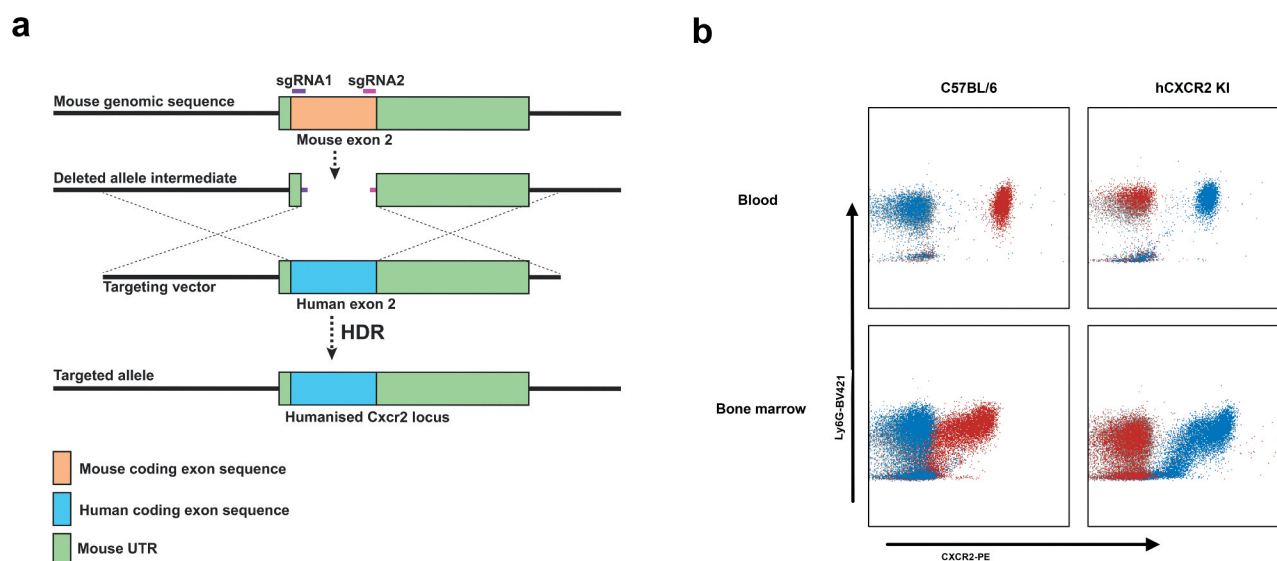 a
sgRNA1 sgRNA2
Mouse genomic sequence
Mouse exon 2
Deleted allele intermediate
Targeting vector
Human exon 2
HDR
Targeted allele
Humanised Cxcr2 locus
Mouse coding exon sequence
Human coding exon sequence
Mouse UTR
b
C57BL/6 hCXCR2 KI
Blood
Bone marrow
Ly6G-BV421
CXCR2-PE